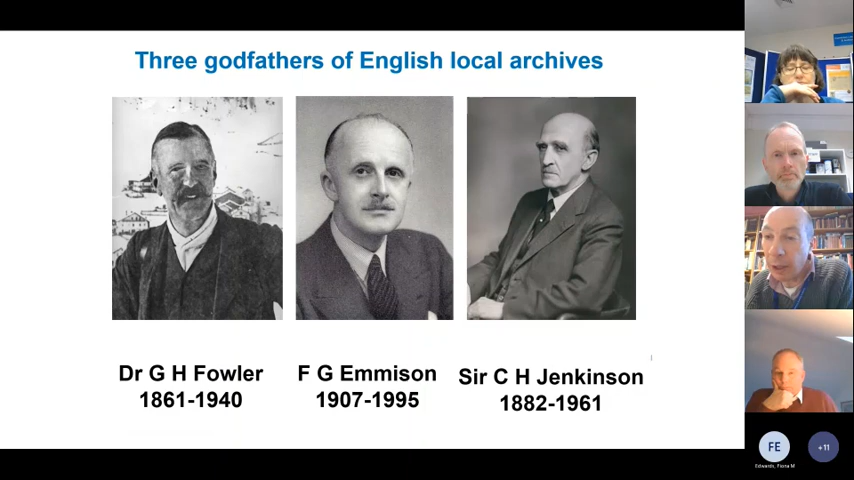 Three godfathers of English local archives
Dr G H Fowler
1861-1940
F G Emmison
1907-1995
Sir C H Jenkinson
1882-1961
FE
Edwards, Fiona M
+11